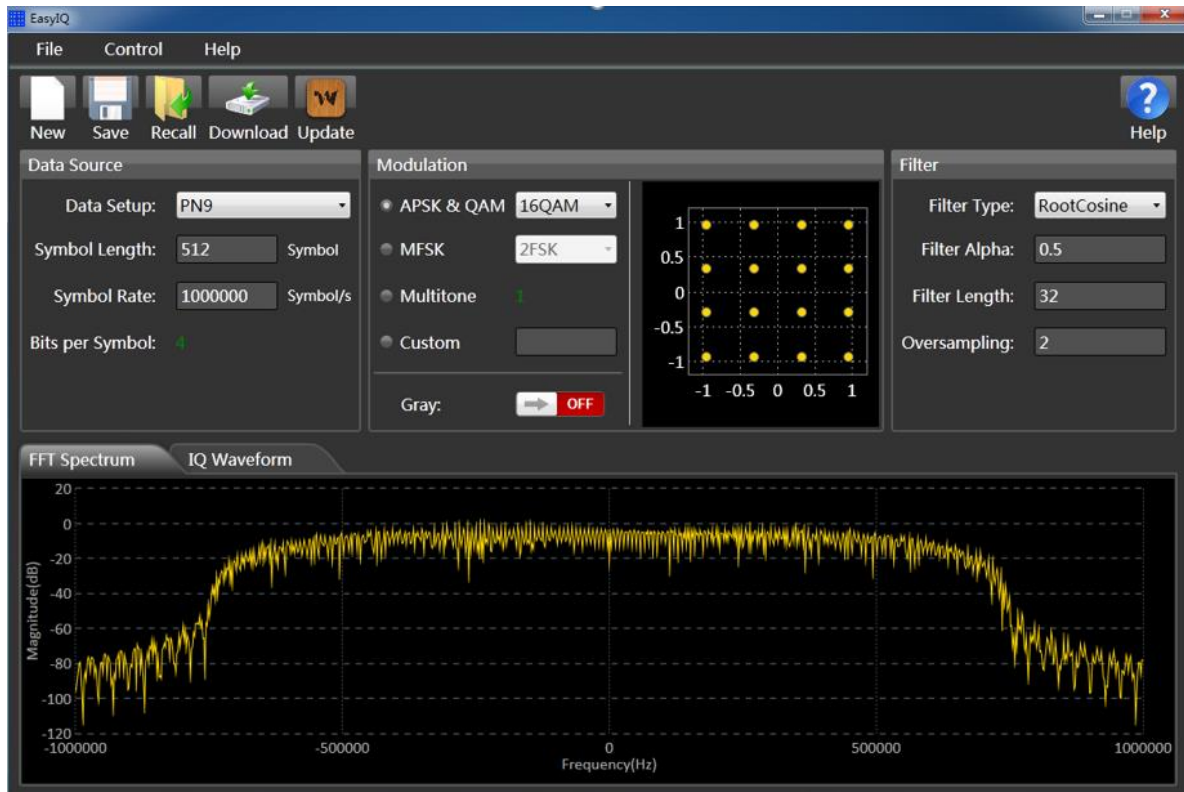 EasyIQ
File Control Help
New Save Recall Download Update Help
Data Source
Data Setup: PN9
Symbol Length: 512 Symbol
Symbol Rate: 1000000 Symbol/s
Bits per Symbol: 4
Modulation
APSK & QAM 16QAM
MFSK 2FSK
Multitone 1
Custom
Gray: OFF
1
0.5
0
-0.5
-1
-1 -0.5 0 0.5 1
Filter
Filter Type: RootCosine
Filter Alpha: 0.5
Filter Length: 32
Oversampling: 2
FFT Spectrum IQ Waveform
Magnitude(dB)
20
0
-20
-40
-60
-80
-100
-120
-1000000 -500000 0 500000 1000000
Frequency(Hz)